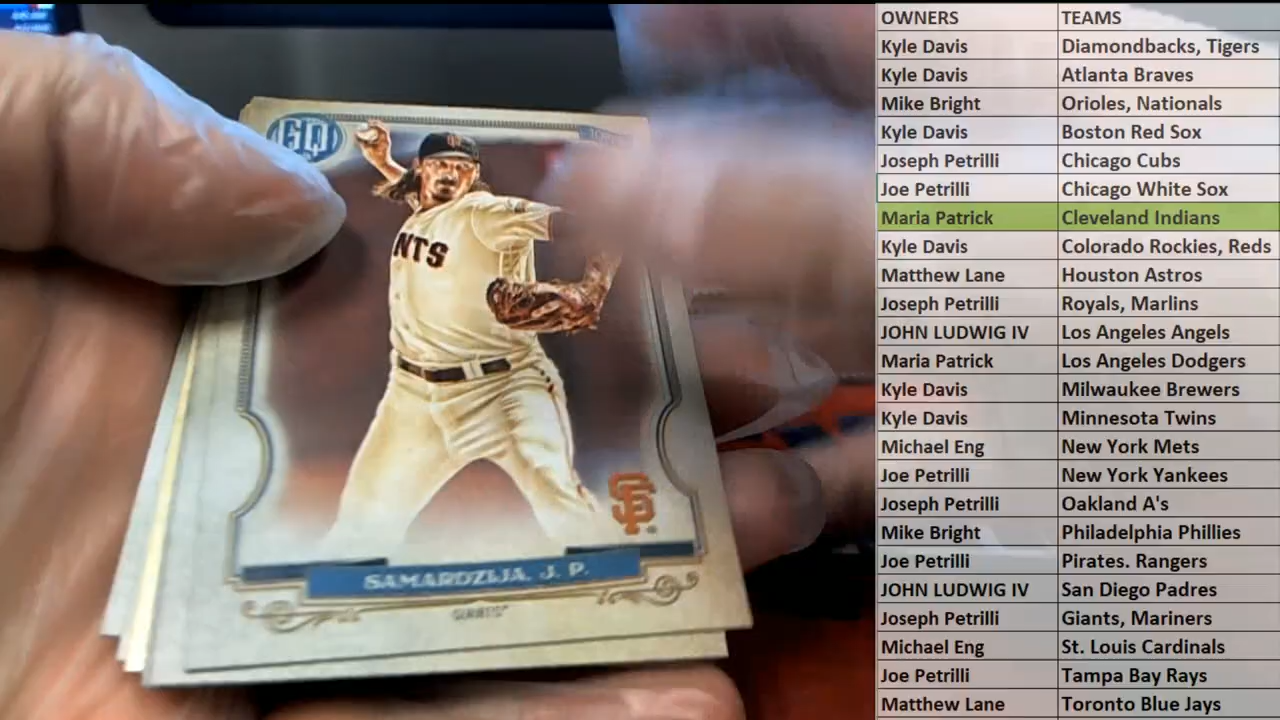 GQ
TOPPS
NTS
SF
SAMARDZIJA, J. P.
GIANTS
OWNERS TEAMS
Kyle Davis Diamondbacks, Tigers
Kyle Davis Atlanta Braves
Mike Bright Orioles, Nationals
Kyle Davis Boston Red Sox
Joseph Petrilli Chicago Cubs
Joe Petrilli Chicago White Sox
Maria Patrick Cleveland Indians
Kyle Davis Colorado Rockies, Reds
Matthew Lane Houston Astros
Joseph Petrilli Royals, Marlins
JOHN LUDWIG IV Los Angeles Angels
Maria Patrick Los Angeles Dodgers
Kyle Davis Milwaukee Brewers
Kyle Davis Minnesota Twins
Michael Eng New York Mets
Joe Petrilli New York Yankees
Joseph Petrilli Oakland A's
Mike Bright Philadelphia Phillies
Joe Petrilli Pirates. Rangers
JOHN LUDWIG IV San Diego Padres
Joseph Petrilli Giants, Mariners
Michael Eng St. Louis Cardinals
Joe Petrilli Tampa Bay Rays
Matthew Lane Toronto Blue Jays